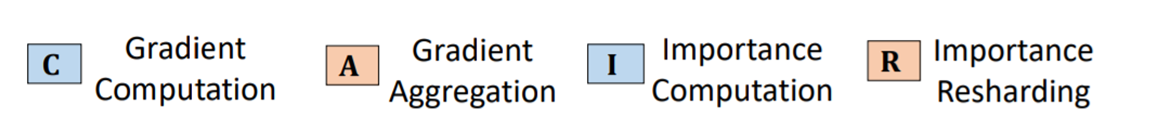 C Gradient Computation
A Gradient Aggregation
I Importance Computation
R Importance Resharding